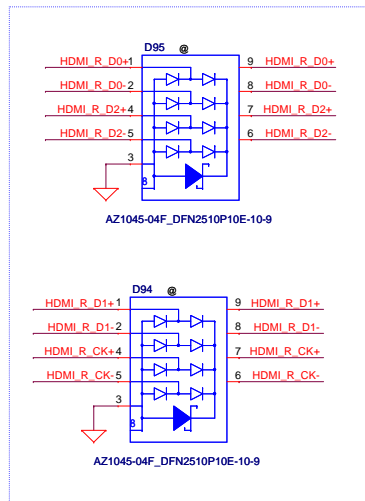 D95 @
HDMI_R_D0+ 1 9 HDMI_R_D0+
HDMI_R_D0- 2 8 HDMI_R_D0-
HDMI_R_D2+ 4 7 HDMI_R_D2+
HDMI_R_D2- 5 6 HDMI_R_D2-
3
8
AZ1045-04F_DFN2510P10E-10-9
D94 @
HDMI_R_D1+ 1 9 HDMI_R_D1+
HDMI_R_D1- 2 8 HDMI_R_D1-
HDMI_R_CK+ 4 7 HDMI_R_CK+
HDMI_R_CK- 5 6 HDMI_R_CK-
3
8
AZ1045-04F_DFN2510P10E-10-9